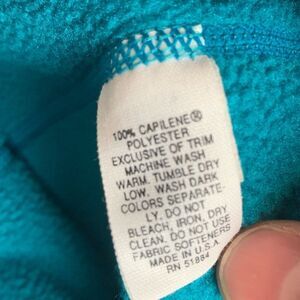 100% CAPILENE®
POLYESTER
EXCLUSIVE OF TRIM
MACHINE WASH
WARM. TUMBLE DRY
LOW. WASH DARK
COLORS SEPARATE-
LY. DO NOT
BLEACH, IRON, DRY
CLEAN. DO NOT USE
FABRIC SOFTENERS
MADE IN U.S.A.
RN 51884